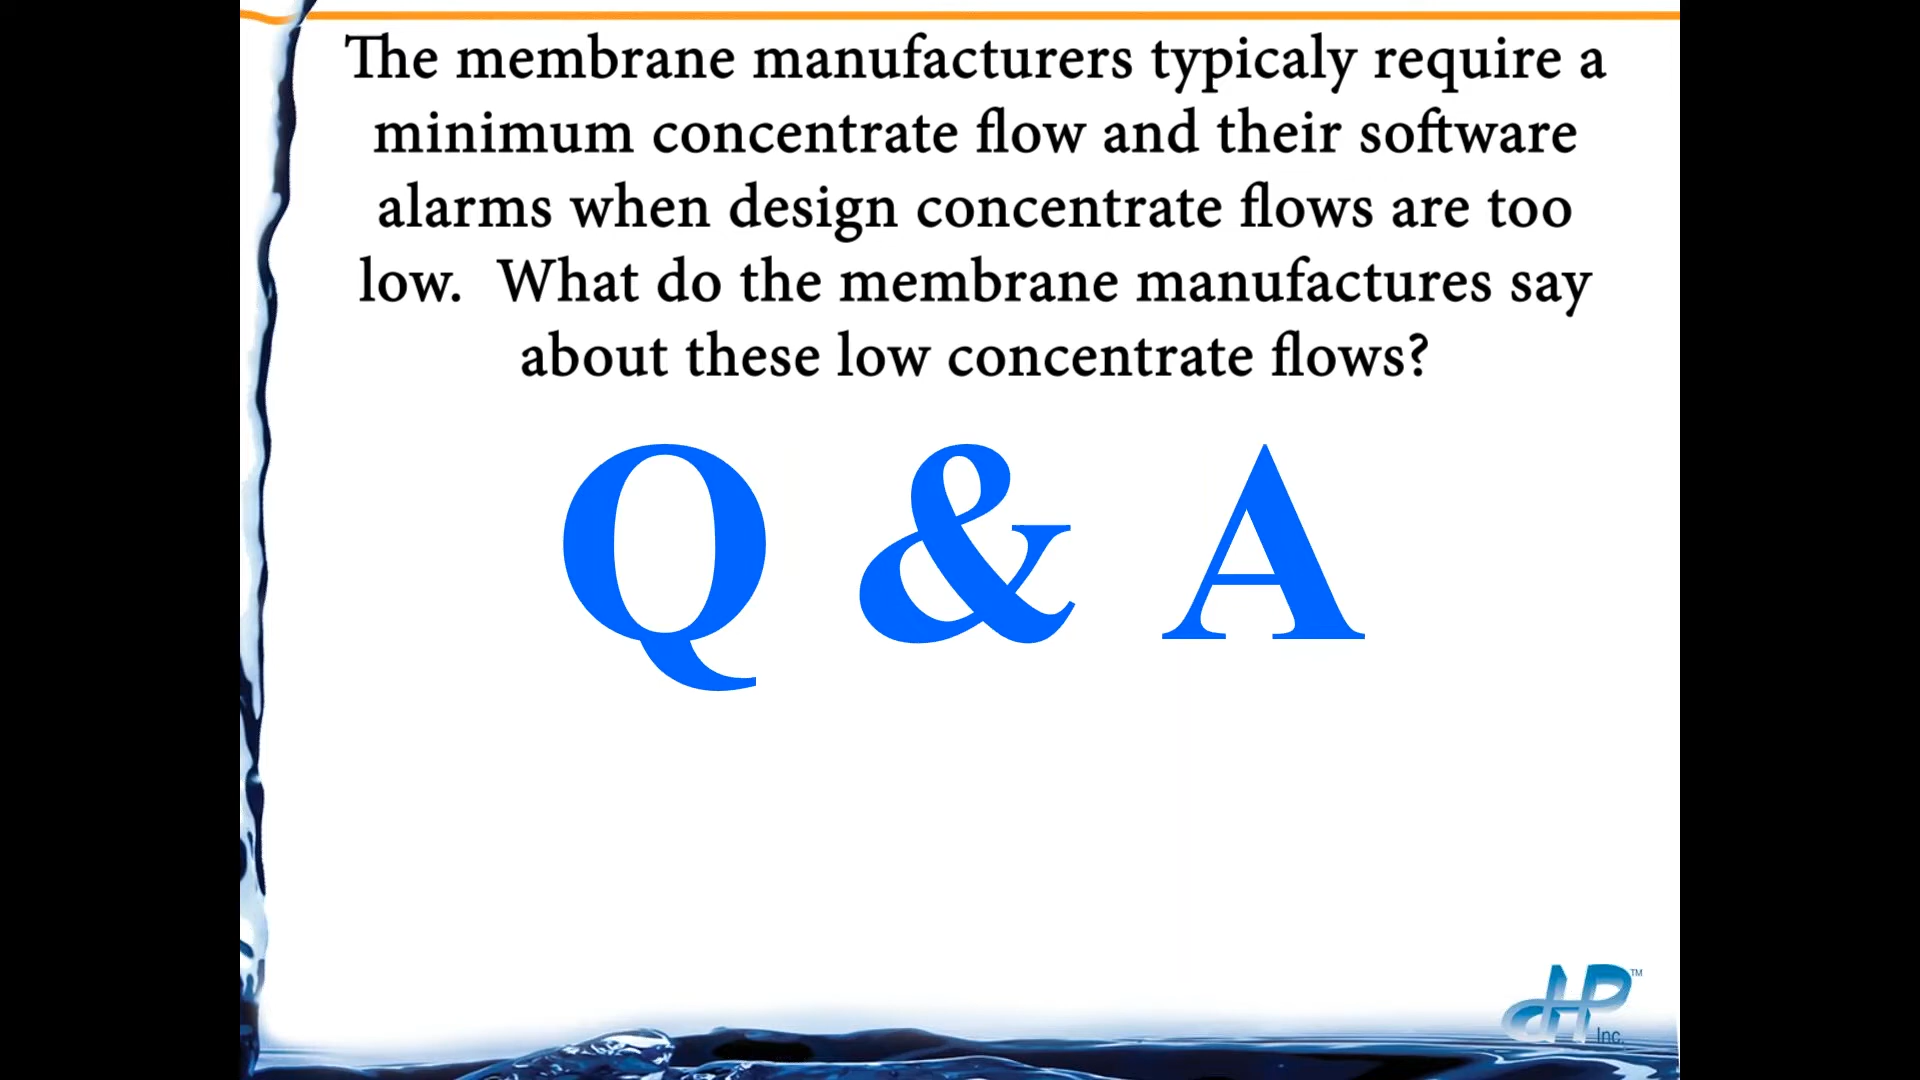 The membrane manufacturers typicaly require a
minimum concentrate flow and their software
alarms when design concentrate flows are too
low.  What do the membrane manufactures say
about these low concentrate flows?
Q & A
HP™
Inc.